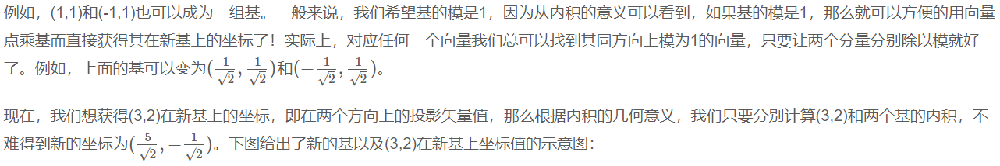 例如，(1,1)和(-1,1)也可以成为一组基。一般来说，我们希望基的模是1，因为从内积的意义可以看到，如果基的模是1，那么就可以方便的用向量
点乘基而直接获得其在新基上的坐标了！实际上，对应任何一个向量我们总可以找到其同方向上模为1的向量，只要让两个分量分别除以模就好
了。例如，上面的基可以变为(1/√2, 1/√2)和(−1/√2, 1/√2)。
现在，我们想获得(3,2)在新基上的坐标，即在两个方向上的投影矢量值，那么根据内积的几何意义，我们只要分别计算(3,2)和两个基的内积，不
难得到新的坐标为(5/√2, −1/√2)。下图给出了新的基以及(3,2)在新基上坐标值的示意图：